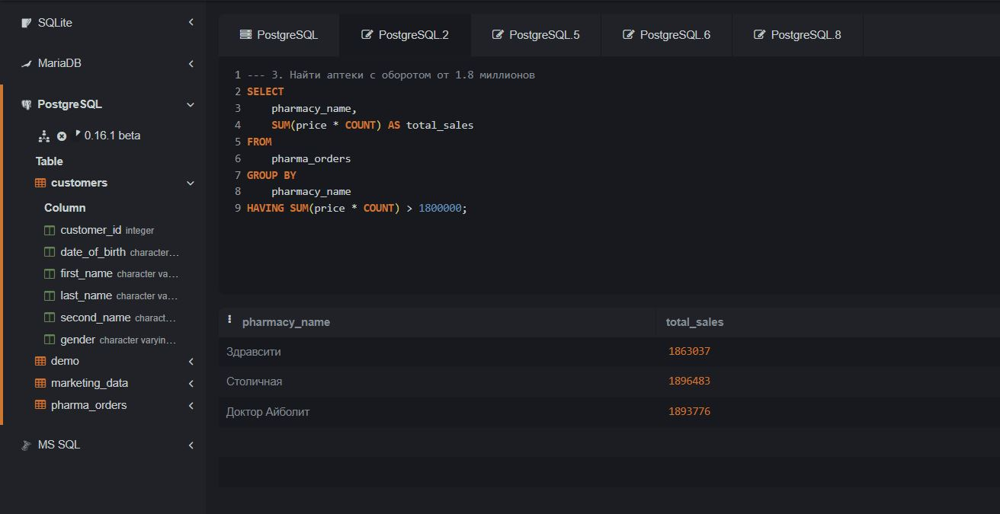 SQLite
MariaDB
PostgreSQL
0.16.1 beta
Table
customers
Column
customer_id integer
date_of_birth character...
first_name character va...
last_name character va...
second_name charact...
gender character varyin...
demo
marketing_data
pharma_orders
MS SQL
PostgreSQL PostgreSQL.2 PostgreSQL.5 PostgreSQL.6 PostgreSQL.8
1 --- 3. Найти аптеки с оборотом от 1.8 миллионов
2 SELECT
3 pharmacy_name,
4 SUM(price * COUNT) AS total_sales
5 FROM
6 pharma_orders
7 GROUP BY
8 pharmacy_name
9 HAVING SUM(price * COUNT) > 1800000;
pharmacy_name total_sales
Здравсити 1863037
Столичная 1896483
Доктор Айболит 1893776